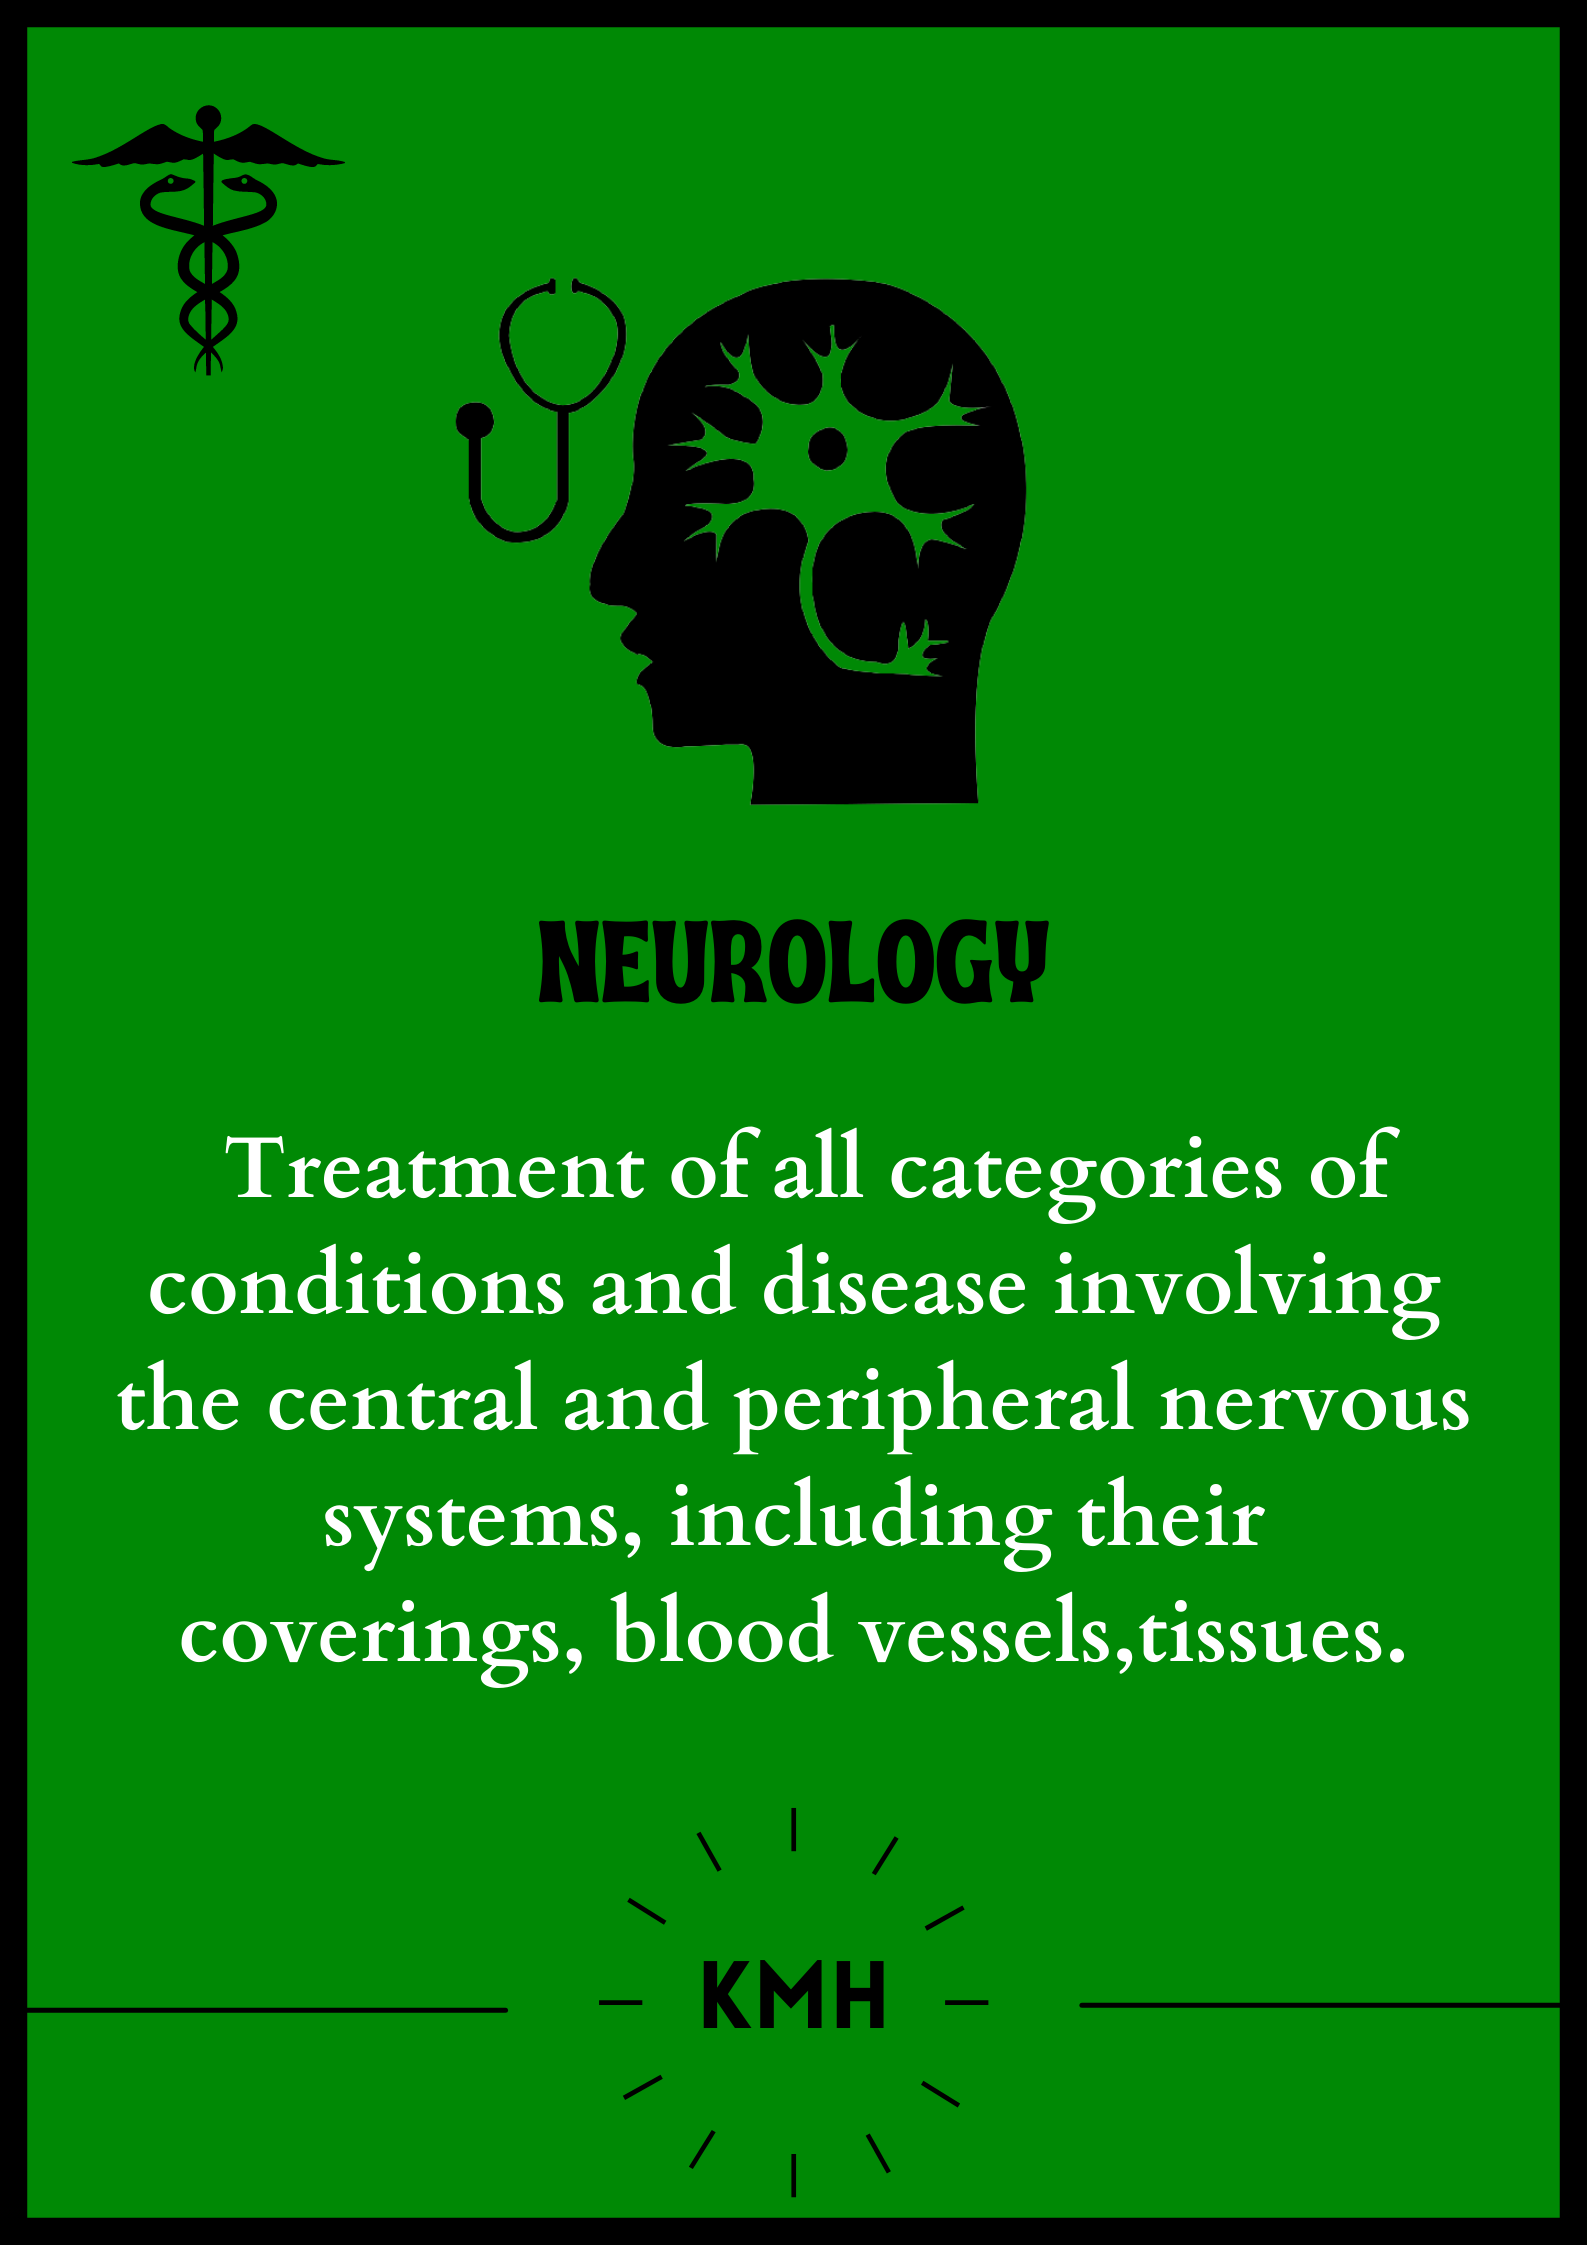 NEUROLOGY
Treatment of all categories of
conditions and disease involving
the central and peripheral nervous
systems, including their
coverings, blood vessels,tissues.
KMH